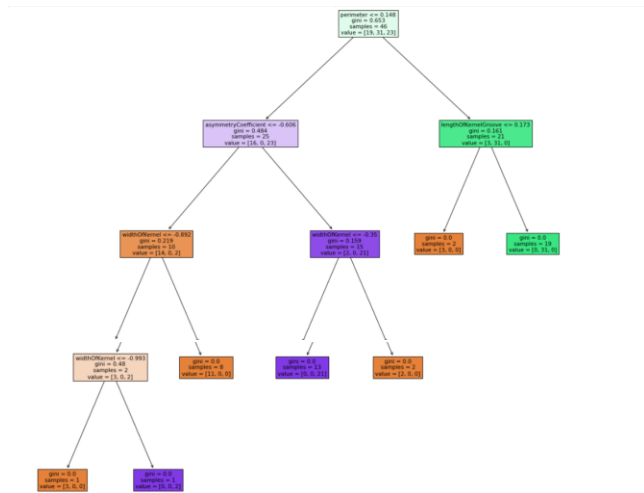 perimeter <= 0.148
gini = 0.653
samples = 46
value = [19, 31, 23]
asymmetryCoefficient <= -0.606
gini = 0.484
samples = 25
value = [16, 0, 23]
lengthOfKernelGroove <= 0.173
gini = 0.161
samples = 21
value = [3, 31, 0]
widthOfKernel <= -0.892
gini = 0.219
samples = 10
value = [14, 0, 2]
widthOfKernel <= -0.35
gini = 0.159
samples = 15
value = [2, 0, 21]
gini = 0.0
samples = 2
value = [3, 0, 0]
gini = 0.0
samples = 19
value = [0, 31, 0]
widthOfKernel <= -0.993
gini = 0.48
samples = 2
value = [3, 0, 2]
gini = 0.0
samples = 8
value = [11, 0, 0]
gini = 0.0
samples = 13
value = [0, 0, 21]
gini = 0.0
samples = 2
value = [2, 0, 0]
gini = 0.0
samples = 1
value = [3, 0, 0]
gini = 0.0
samples = 1
value = [0, 0, 2]